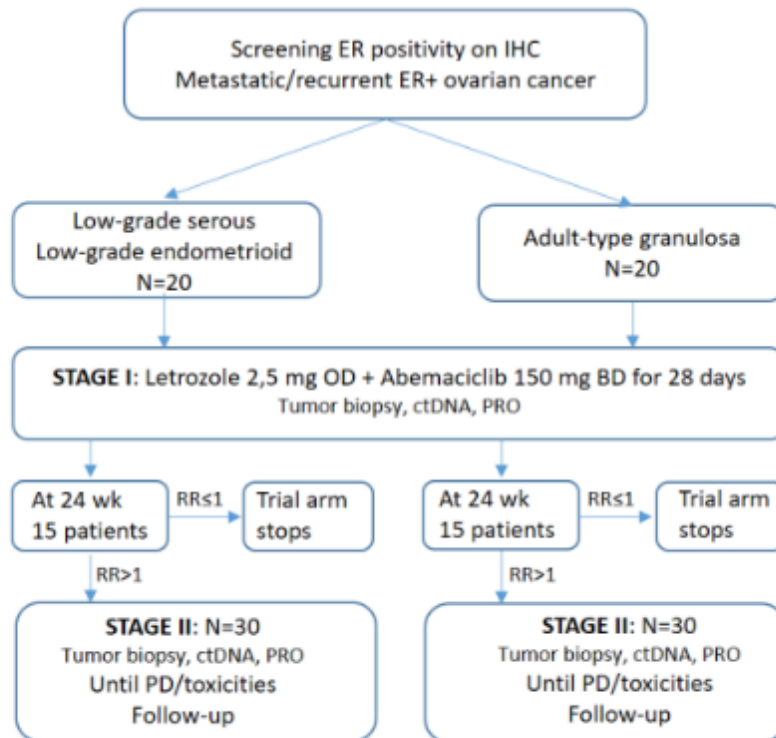 Screening ER positivity on IHC
Metastatic/recurrent ER+ ovarian cancer
Low-grade serous
Low-grade endometrioid
N=20
Adult-type granulosa
N=20
STAGE I: Letrozole 2,5 mg OD + Abemaciclib 150 mg BD for 28 days
Tumor biopsy, ctDNA, PRO
At 24 wk
15 patients
RR≤1
Trial arm
stops
At 24 wk
15 patients
RR≤1
Trial arm
stops
RR>1
RR>1
STAGE II: N=30
Tumor biopsy, ctDNA, PRO
Until PD/toxicities
Follow-up
STAGE II: N=30
Tumor biopsy, ctDNA, PRO
Until PD/toxicities
Follow-up